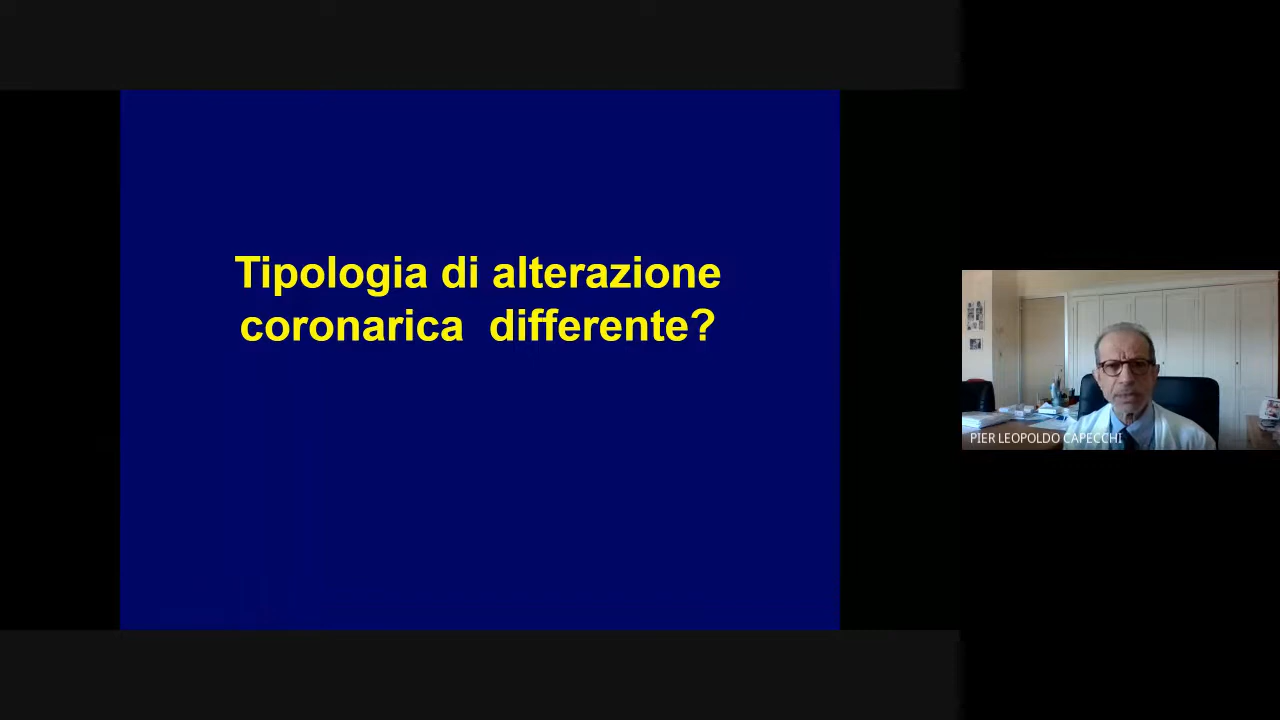 Tipologia di alterazione
coronarica  differente?
PIER LEOPOLDO CAPECCHI